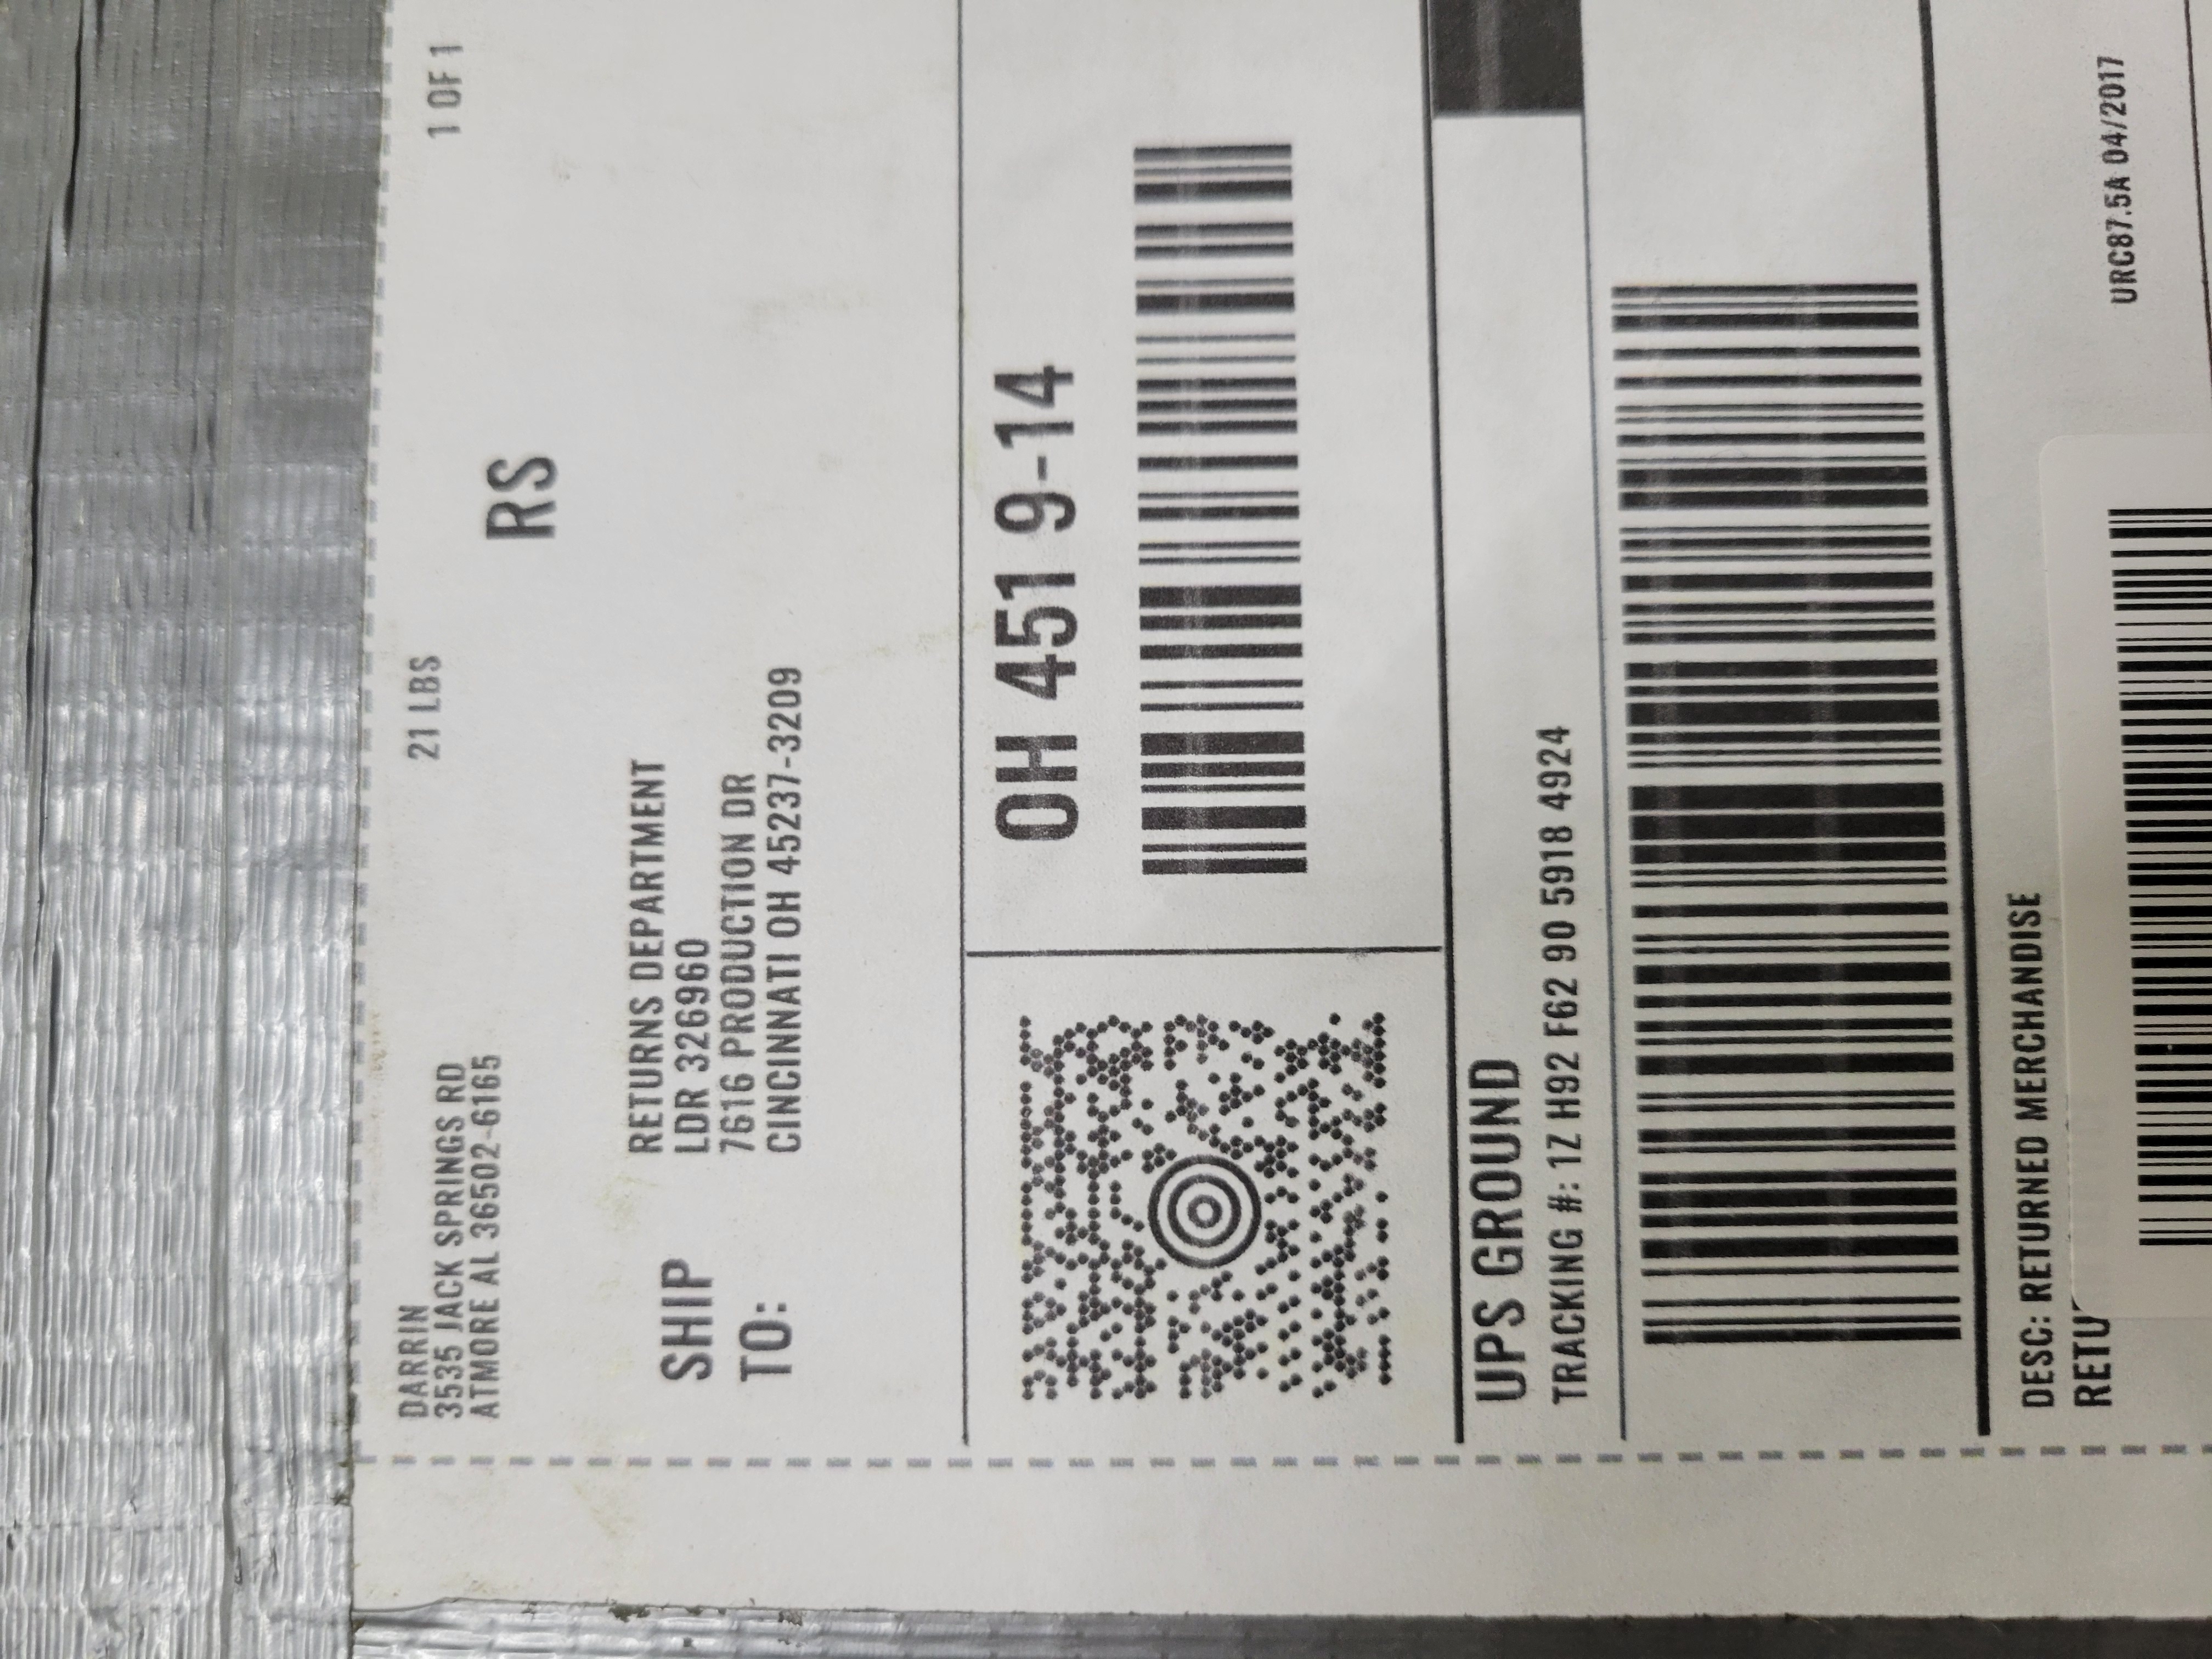 DARRIN
3535 JACK SPRINGS RD
ATMORE AL 36502-6165
21 LBS
1 OF 1
RS
SHIP
TO:
RETURNS DEPARTMENT
LDR 326960
7616 PRODUCTION DR
CINCINNATI OH 45237-3209
OH 451 9-14
UPS GROUND
TRACKING #: 1Z H92 F62 90 5918 4924
DESC: RETURNED MERCHANDISE
RETU
URC87.5A 04/2017